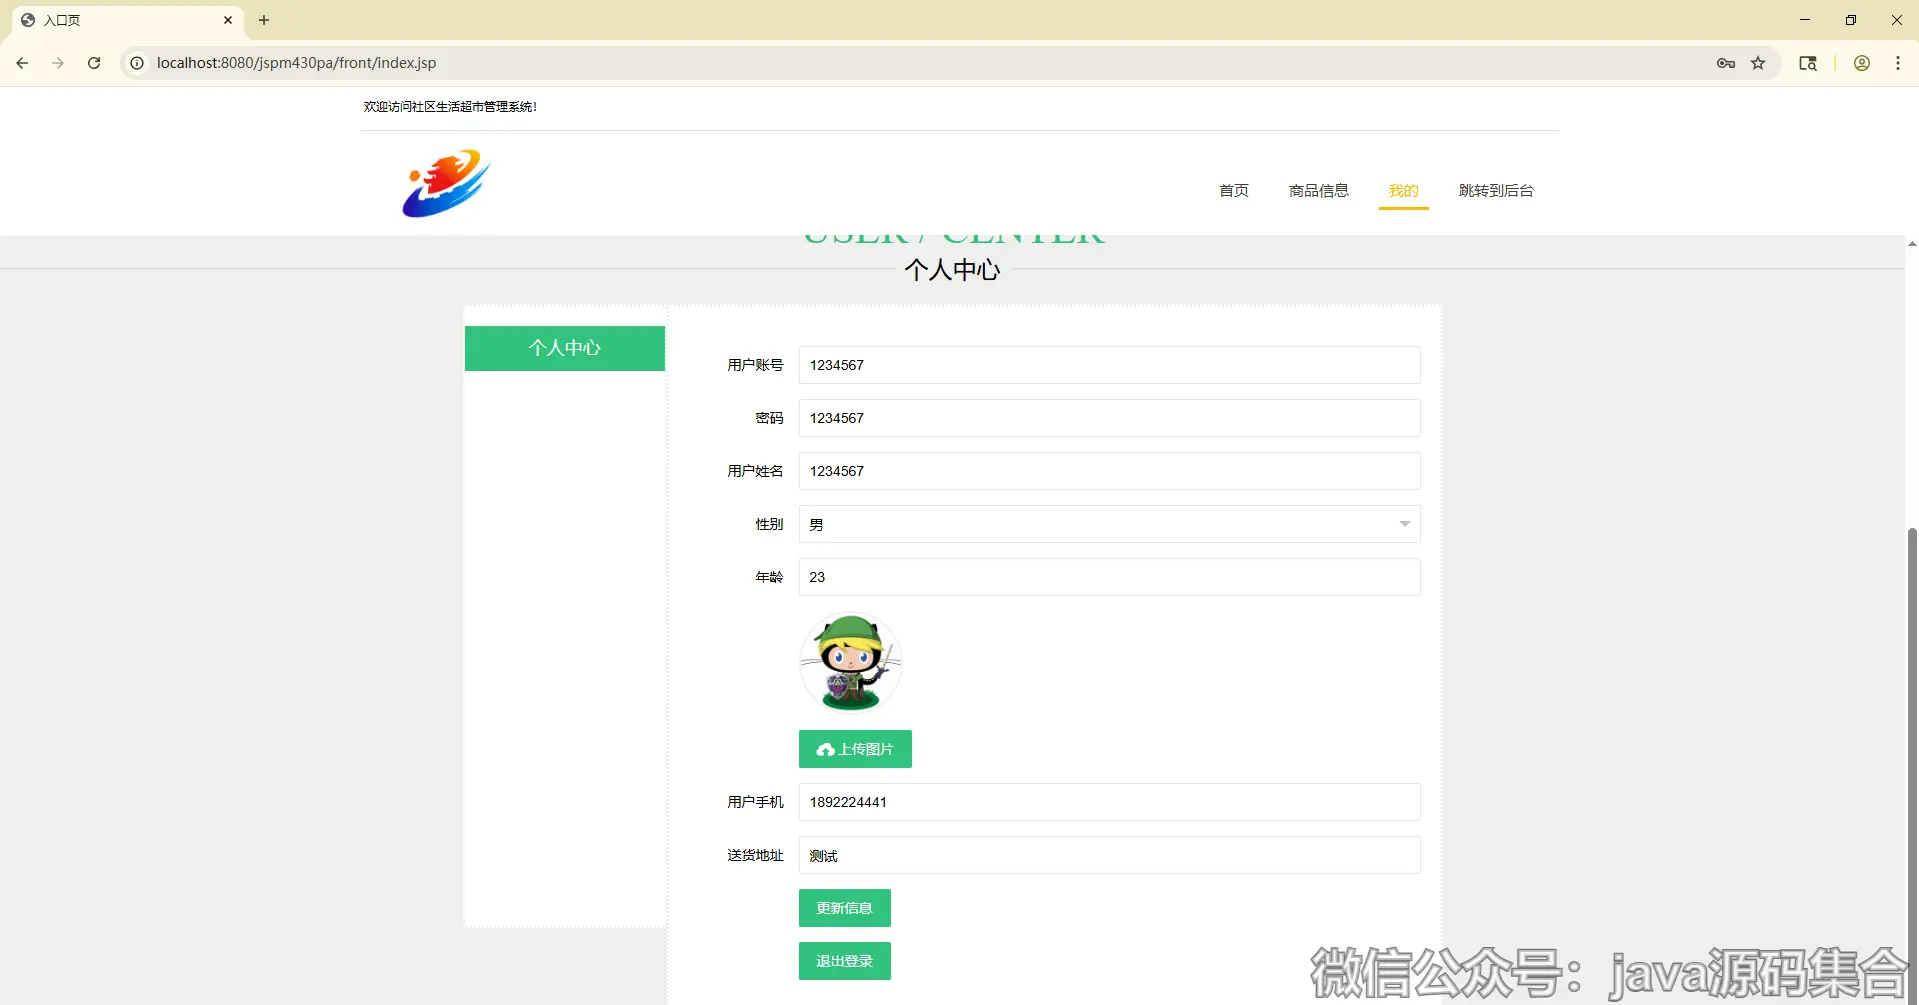 入口页
localhost:8080/jspm430pa/front/index.jsp
欢迎访问社区生活超市管理系统!
首页 商品信息 我的 跳转到后台
USER / CENTER
个人中心
个人中心
用户账号 1234567
密码 1234567
用户姓名 1234567
性别 男
年龄 23
上传图片
用户手机 1892224441
送货地址 测试
更新信息
退出登录
微信公众号：java源码集合